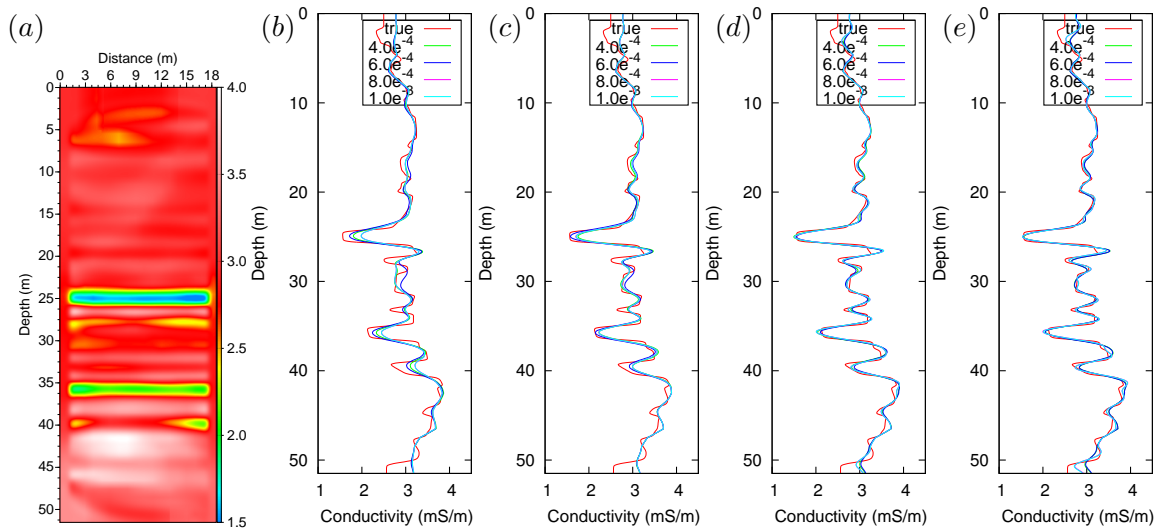 (a) (b) (c) (d) (e)
Distance (m)
0 3 6 9 12 15 18
0
5
10
15
20
25
30
35
40
45
50
Depth (m)
4.0
3.5
3.0
2.5
2.0
1.5
0
10
20
30
40
50
Depth (m)
true
4.0e-4
6.0e-4
8.0e-4
1.0e-3
1 2 3 4
Conductivity (mS/m)
0
10
20
30
40
50
Depth (m)
true
4.0e-4
6.0e-4
8.0e-4
1.0e-3
1 2 3 4
Conductivity (mS/m)
0
10
20
30
40
50
Depth (m)
true
4.0e-4
6.0e-4
8.0e-4
1.0e-3
1 2 3 4
Conductivity (mS/m)
0
10
20
30
40
50
Depth (m)
true
4.0e-4
6.0e-4
8.0e-4
1.0e-3
1 2 3 4
Conductivity (mS/m)